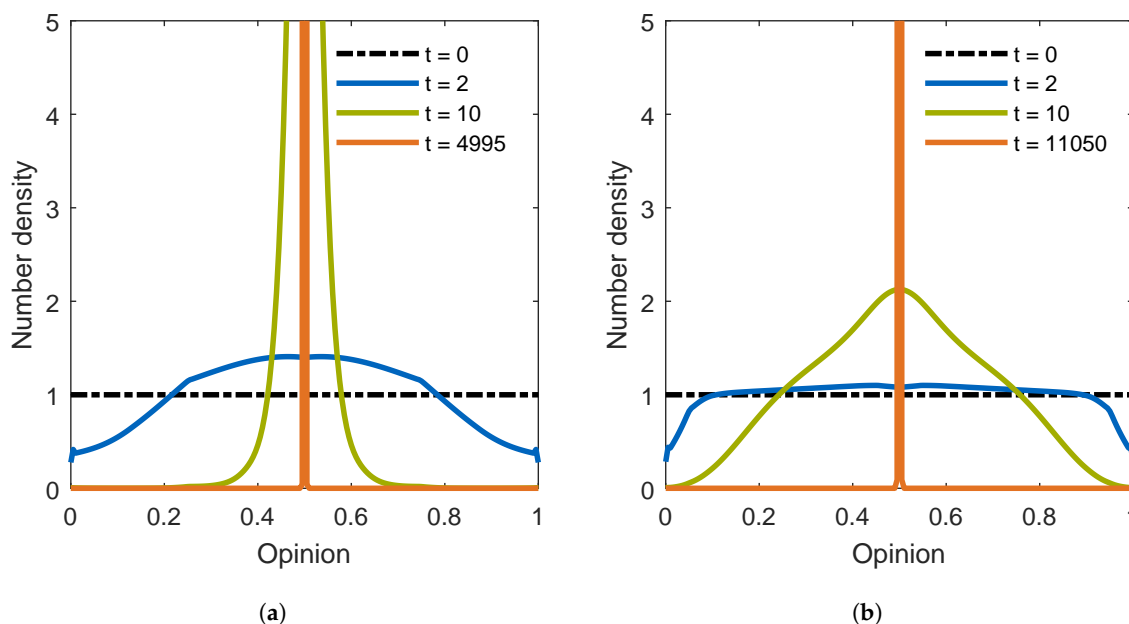 5
4
3
2
1
0
Number density
t = 0
t = 2
t = 10
t = 4995
0 0.2 0.4 0.6 0.8 1
Opinion
(a)
5
4
3
2
1
0
Number density
t = 0
t = 2
t = 10
t = 11050
0 0.2 0.4 0.6 0.8 1
Opinion
(b)